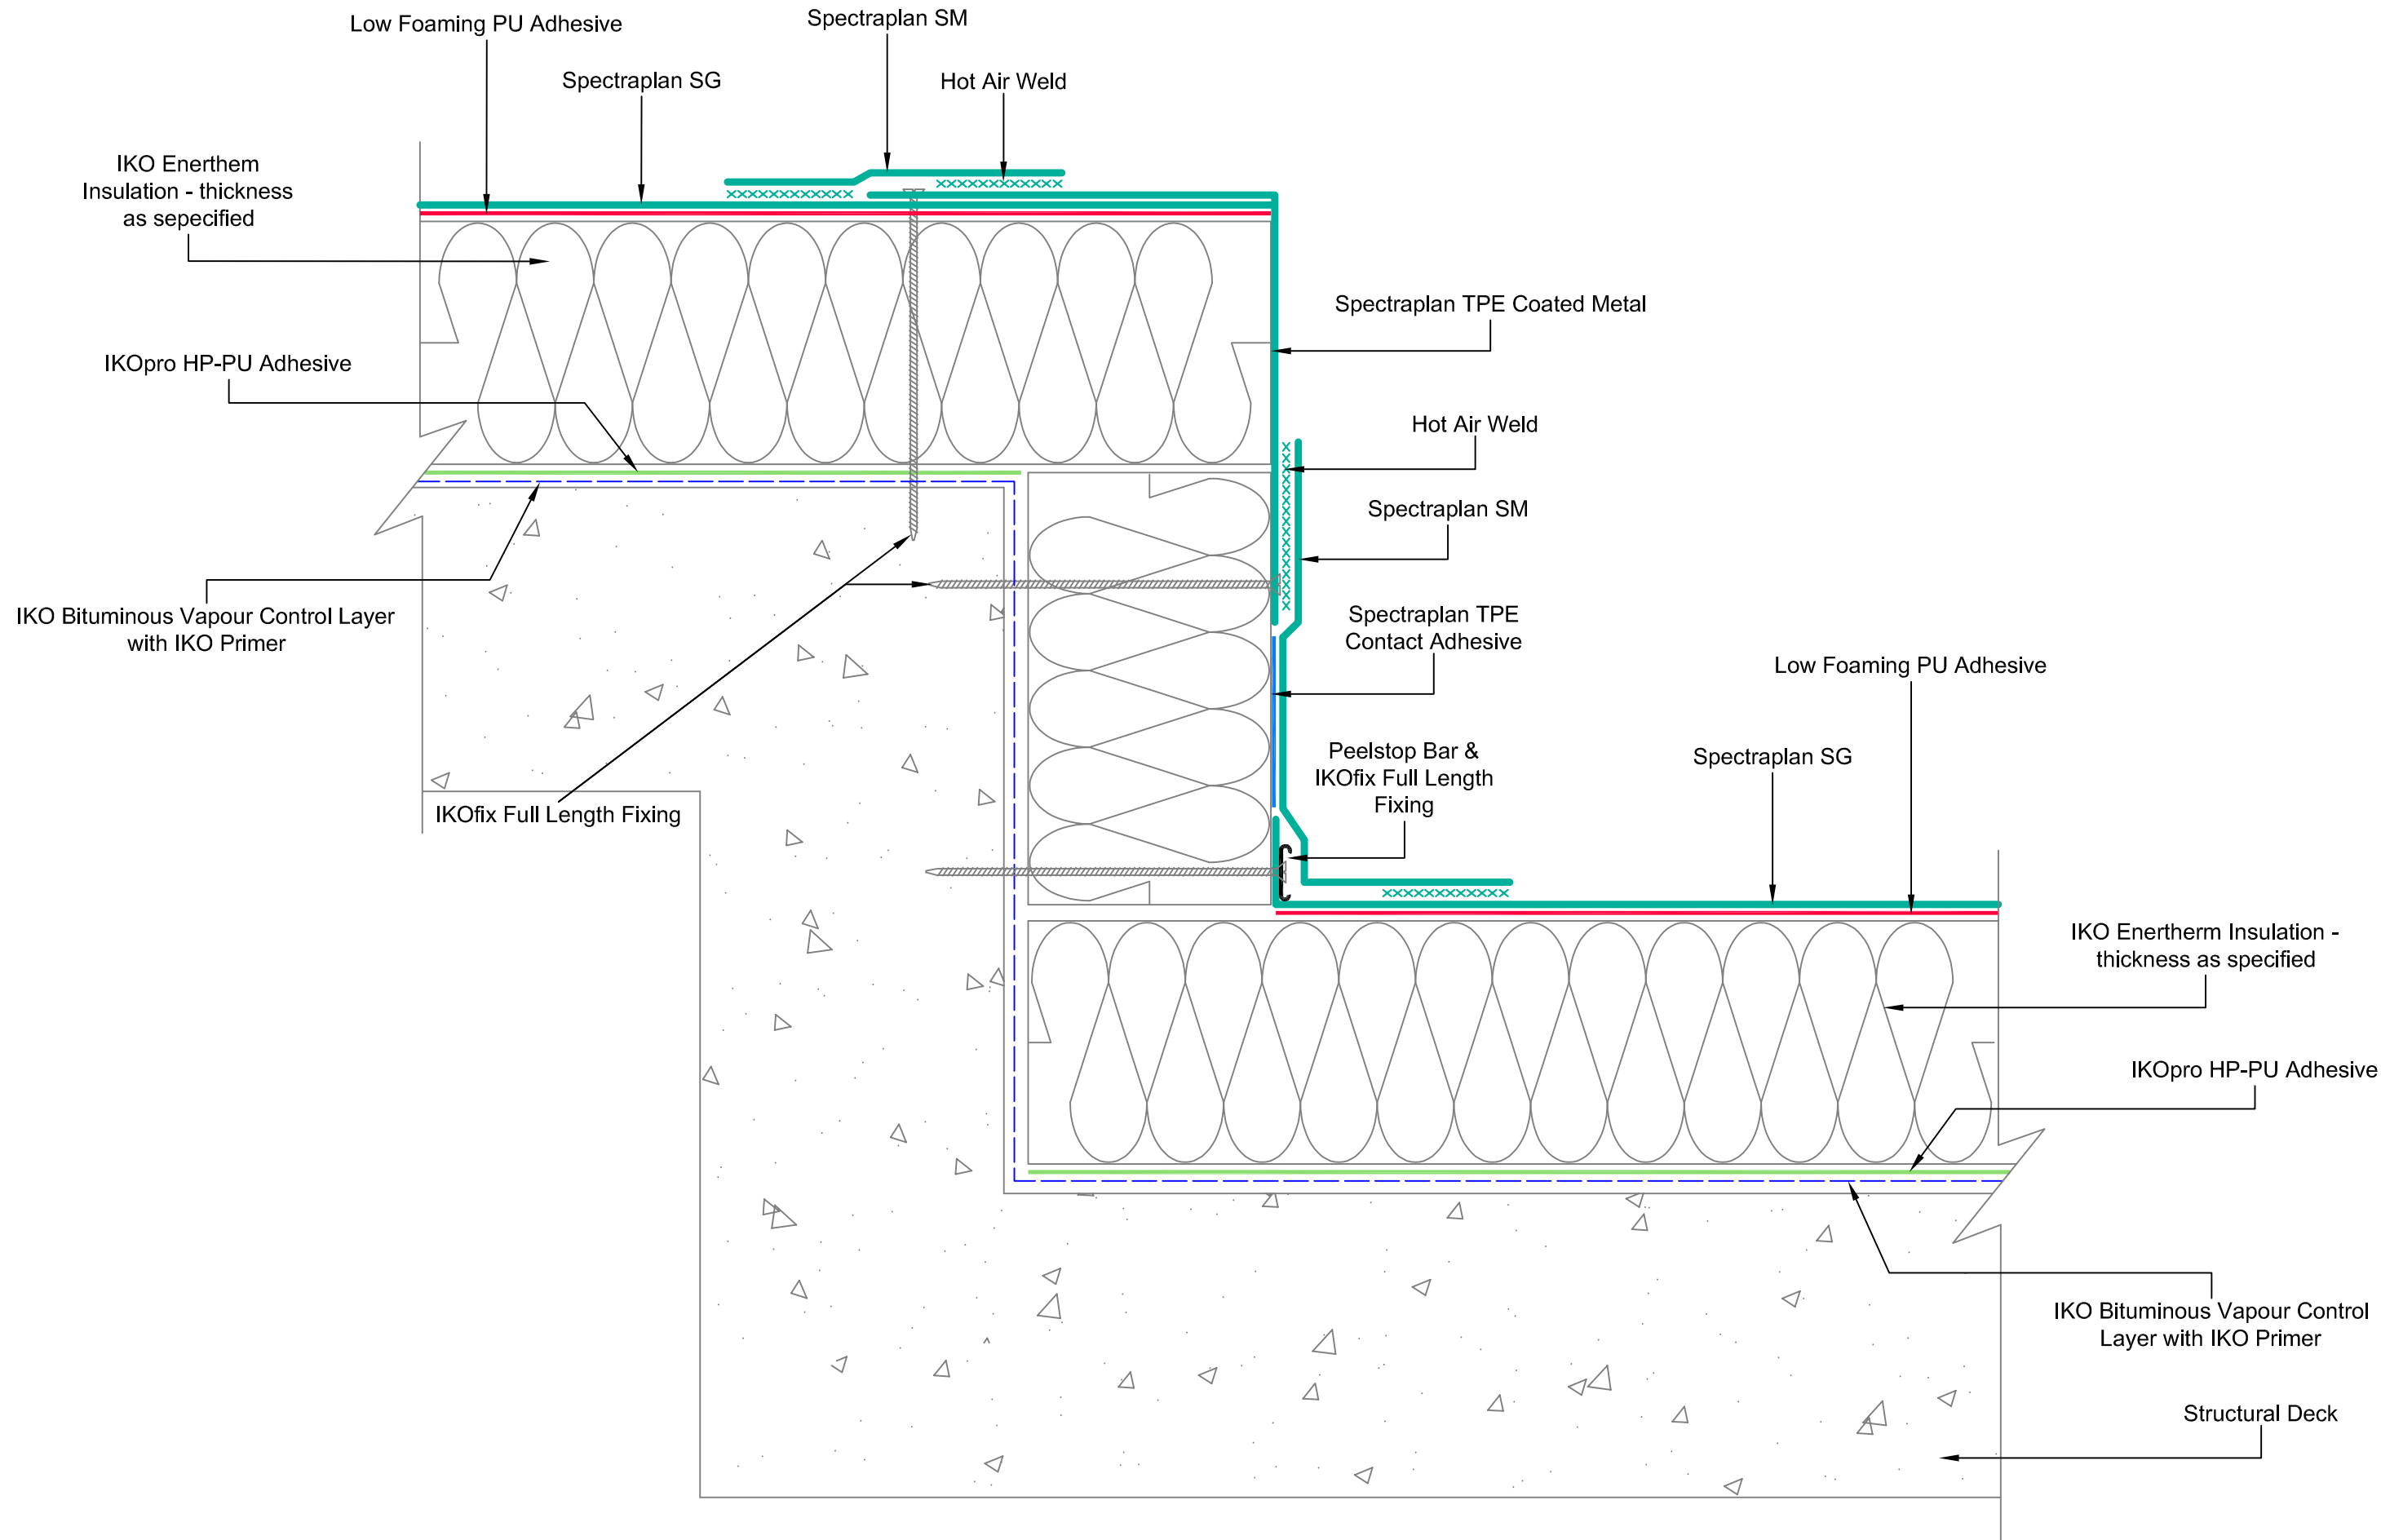 Low Foaming PU Adhesive
Spectraplan SM
Spectraplan SG
Hot Air Weld
IKO Enerthem
Insulation - thickness
as sepecified
Spectraplan TPE Coated Metal
IKOpro HP-PU Adhesive
Hot Air Weld
Spectraplan SM
IKO Bituminous Vapour Control Layer
with IKO Primer
Spectraplan TPE
Contact Adhesive
Low Foaming PU Adhesive
Peelstop Bar &
IKOfix Full Length
Fixing
Spectraplan SG
IKOfix Full Length Fixing
IKO Enertherm Insulation -
thickness as specified
IKOpro HP-PU Adhesive
IKO Bituminous Vapour Control
Layer with IKO Primer
Structural Deck